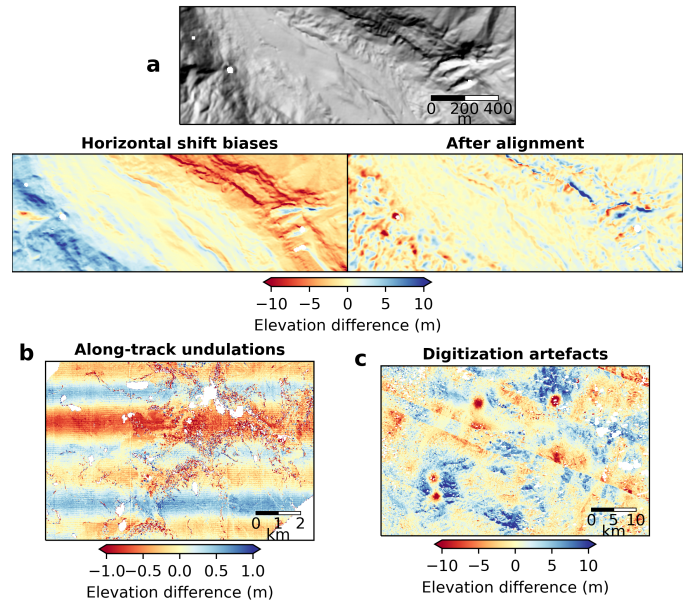 a
0 200 400
m
Horizontal shift biases
After alignment
−10 −5 0 5 10
Elevation difference (m)
b
Along-track undulations
c
Digitization artefacts
0 1 2
km
0 5 10
km
−1.0 −0.5 0.0 0.5 1.0
Elevation difference (m)
−10 −5 0 5 10
Elevation difference (m)